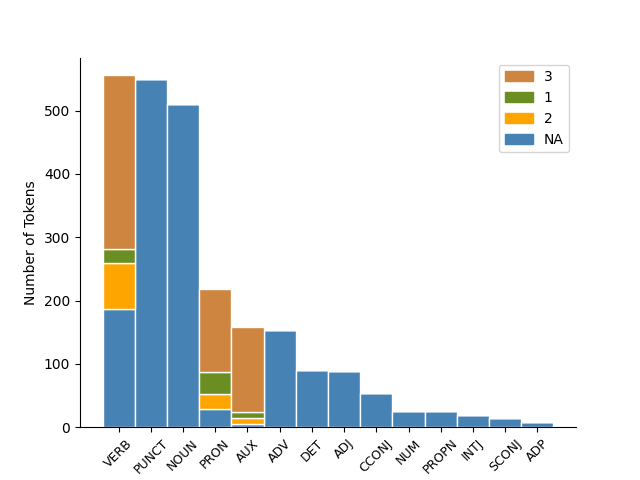 3
1
2
NA
Number of Tokens
500
400
300
200
100
0
VERB
PUNCT
NOUN
PRON
AUX
ADV
DET
ADJ
CCONJ
NUM
PROPN
INTJ
SCONJ
ADP